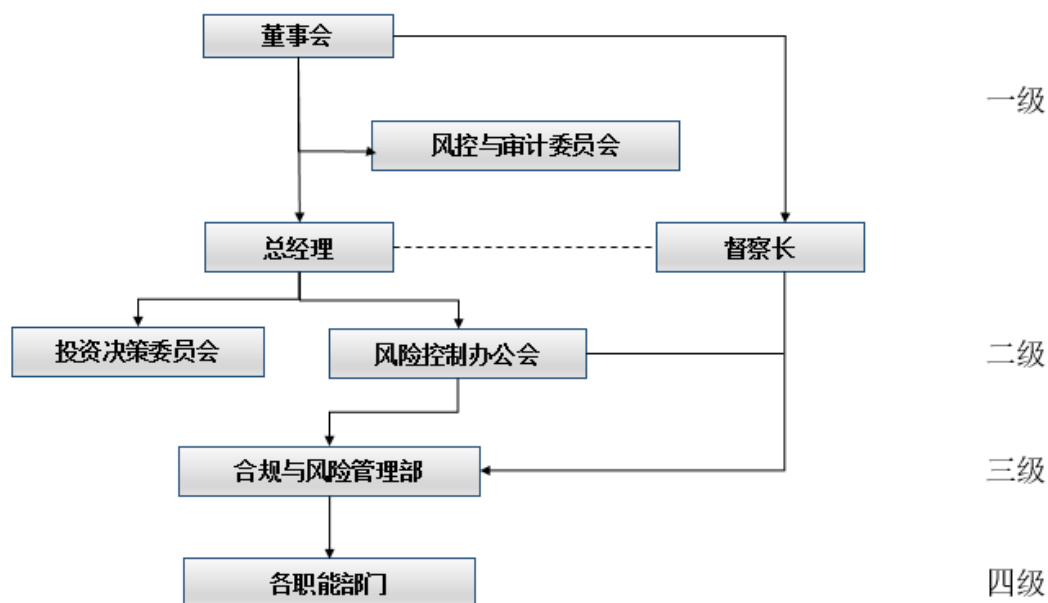 董事会
一级
风控与审计委员会
总经理
督察长
投资决策委员会
风险控制办公会
二级
合规与风险管理部
三级
各职能部门
四级